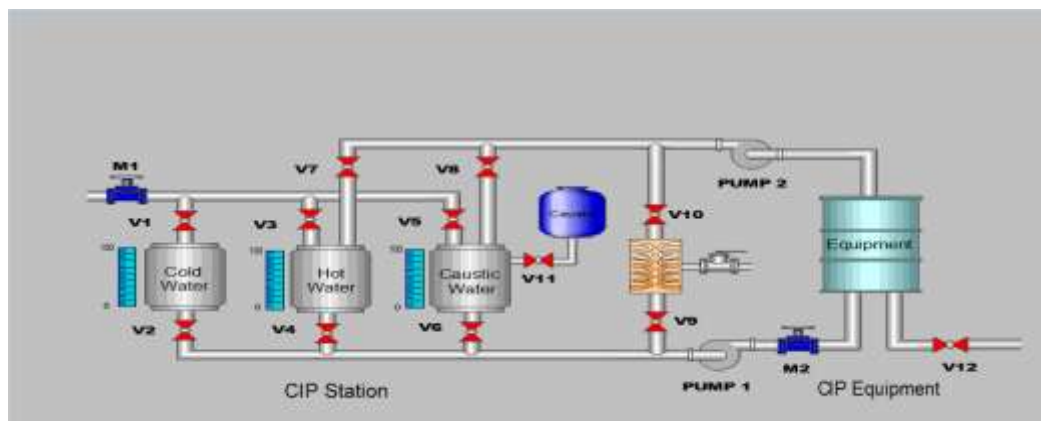 M1
V7
V8
PUMP 2
V1
V3
V5
V10
100
100
100
Equipment
Cold
Water
Hot
Water
Caustic
Water
V11
0
0
0
V2
V4
V6
V9
PUMP 1
M2
V12
CIP Station
CIP Equipment